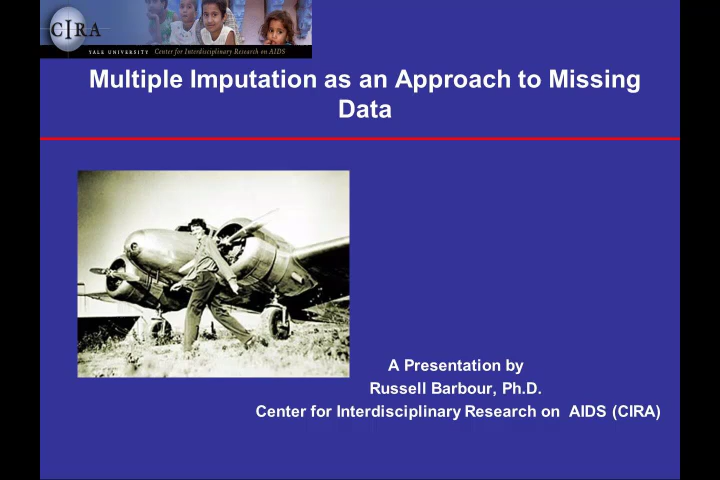 CIRA
YALE UNIVERSITY Center for Interdisciplinary Research on AIDS
Multiple Imputation as an Approach to Missing
Data
A Presentation by
Russell Barbour, Ph.D.
Center for Interdisciplinary Research on AIDS (CIRA)